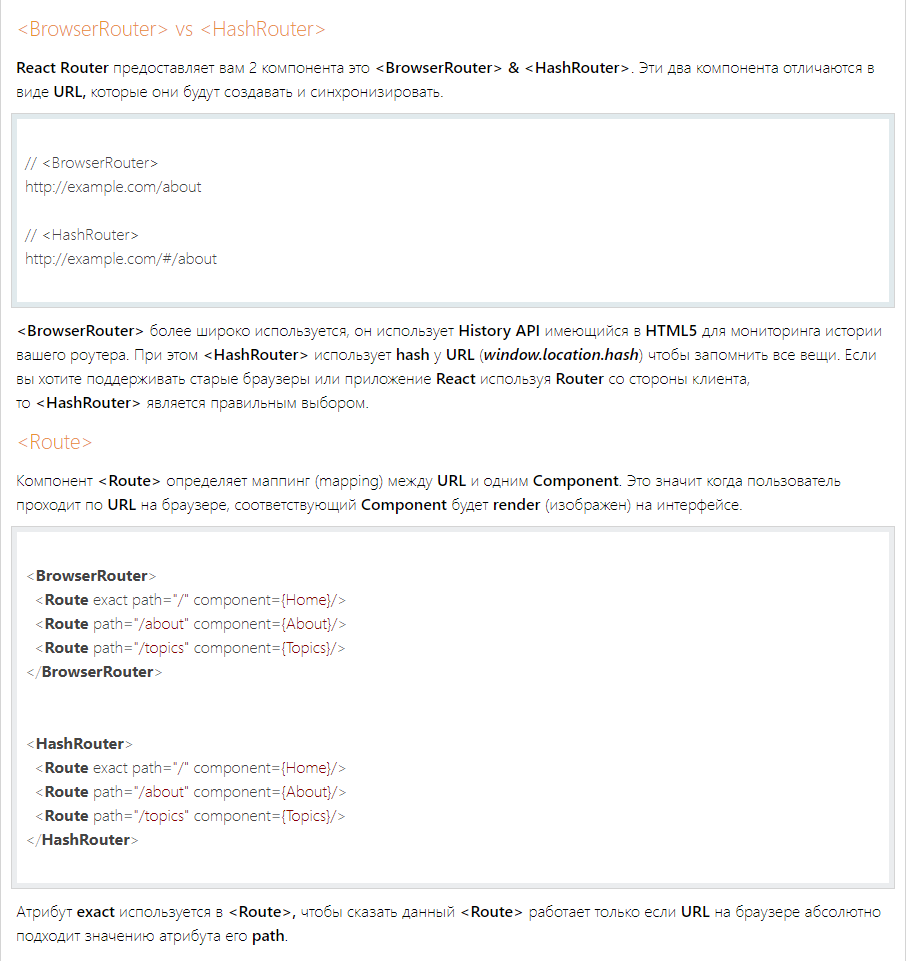 <BrowserRouter> vs <HashRouter>
React Router предоставляет вам 2 компонента это <BrowserRouter> & <HashRouter>. Эти два компонента отличаются в
виде URL, которые они будут создавать и синхронизировать.
// <BrowserRouter>
http://example.com/about
// <HashRouter>
http://example.com/#/about
<BrowserRouter> более широко используется, он использует History API имеющийся в HTML5 для мониторинга истории
вашего роутера. При этом <HashRouter> использует hash у URL (window.location.hash) чтобы запомнить все вещи. Если
вы хотите поддерживать старые браузеры или приложение React используя Router со стороны клиента,
то <HashRouter> является правильным выбором.
<Route>
Компонент <Route> определяет маппинг (mapping) между URL и одним Component. Это значит когда пользователь
проходит по URL на браузере, соответствующий Component будет render (изображен) на интерфейсе.
<BrowserRouter>
<Route exact path="/" component={Home}/>
<Route path="/about" component={About}/>
<Route path="/topics" component={Topics}/>
</BrowserRouter>
<HashRouter>
<Route exact path="/" component={Home}/>
<Route path="/about" component={About}/>
<Route path="/topics" component={Topics}/>
</HashRouter>
Атрибут exact используется в <Route>, чтобы сказать данный <Route> работает только если URL на браузере абсолютно
подходит значению атрибута его path.